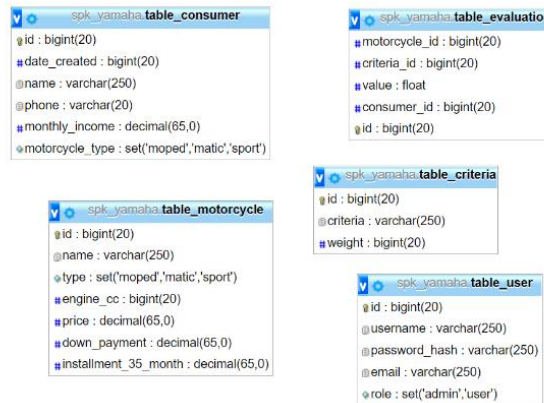 spk_yamaha.table_consumer
id : bigint(20)
date_created : bigint(20)
name : varchar(250)
phone : varchar(20)
monthly_income : decimal(65,0)
motorcycle_type : set('moped','matic','sport')
spk_yamaha.table_evaluatio
motorcycle_id : bigint(20)
criteria_id : bigint(20)
value : float
consumer_id : bigint(20)
id : bigint(20)
spk_yamaha.table_criteria
id : bigint(20)
criteria : varchar(250)
weight : bigint(20)
spk_yamaha.table_motorcycle
id : bigint(20)
name : varchar(250)
type : set('moped','matic','sport')
engine_cc : bigint(20)
price : decimal(65,0)
down_payment : decimal(65,0)
installment_35_month : decimal(65,0)
spk_yamaha.table_user
id : bigint(20)
username : varchar(250)
password_hash : varchar(250)
email : varchar(250)
role : set('admin','user')